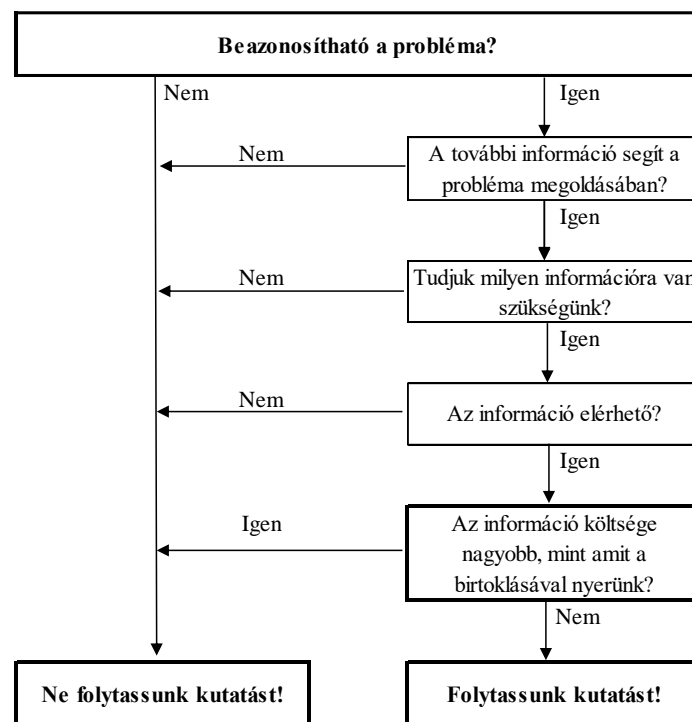 Beazonosítható a probléma?
Nem
Igen
Nem
A további információ segít a
probléma megoldásában?
Igen
Nem
Tudjuk milyen információra van
szükségünk?
Igen
Nem
Az információ elérhető?
Igen
Igen
Az információ költsége
nagyobb, mint amit a
birtoklásával nyerünk?
Nem
Ne folytassunk kutatást!
Folytassunk kutatást!